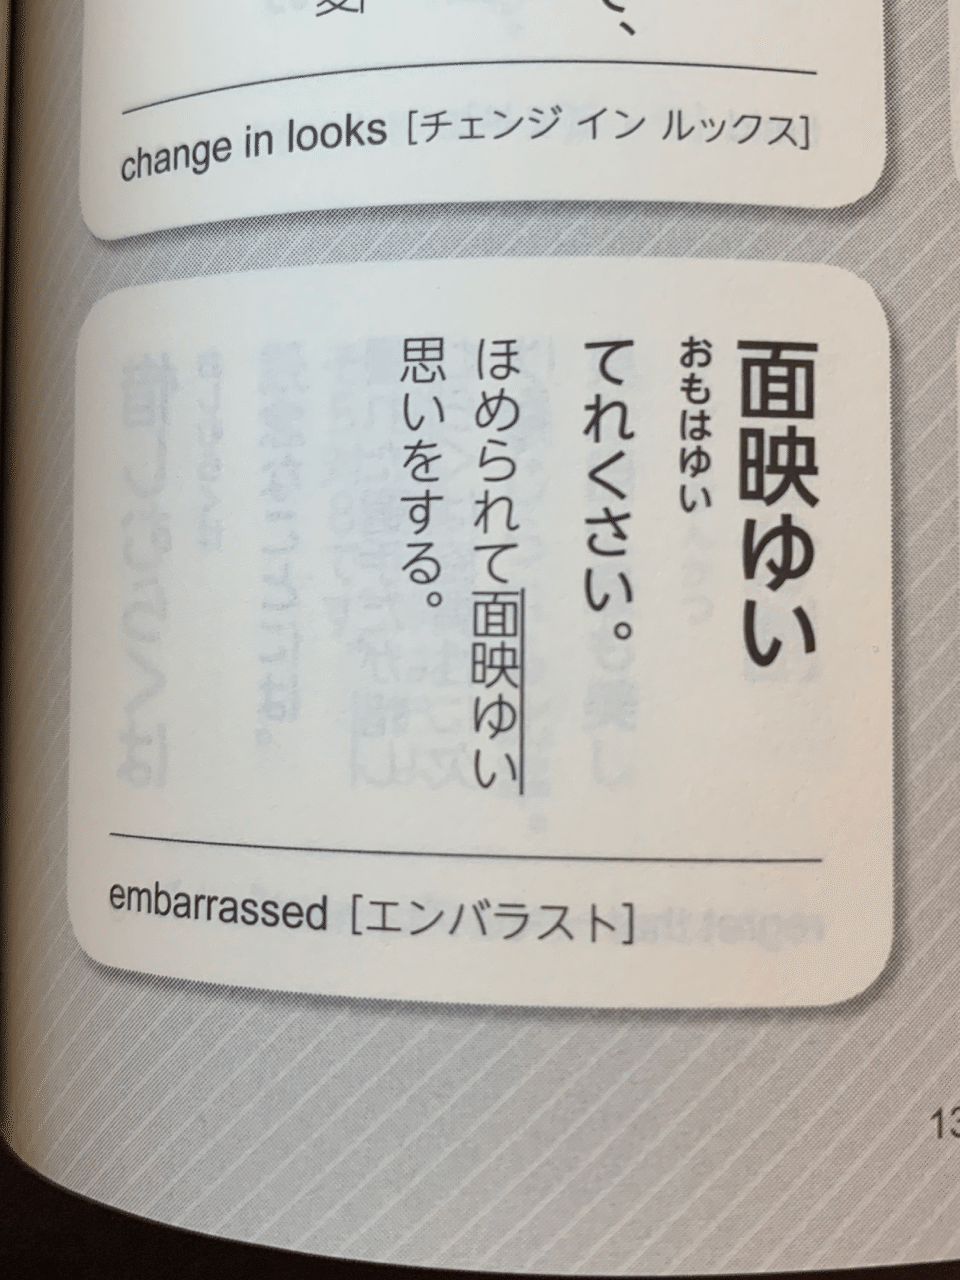 change in looks [チェンジ イン ルックス]
面映ゆい
おもはゆい
てれくさい。
ほめられて面映ゆい
思いをする。
embarrassed [エンバラスト]